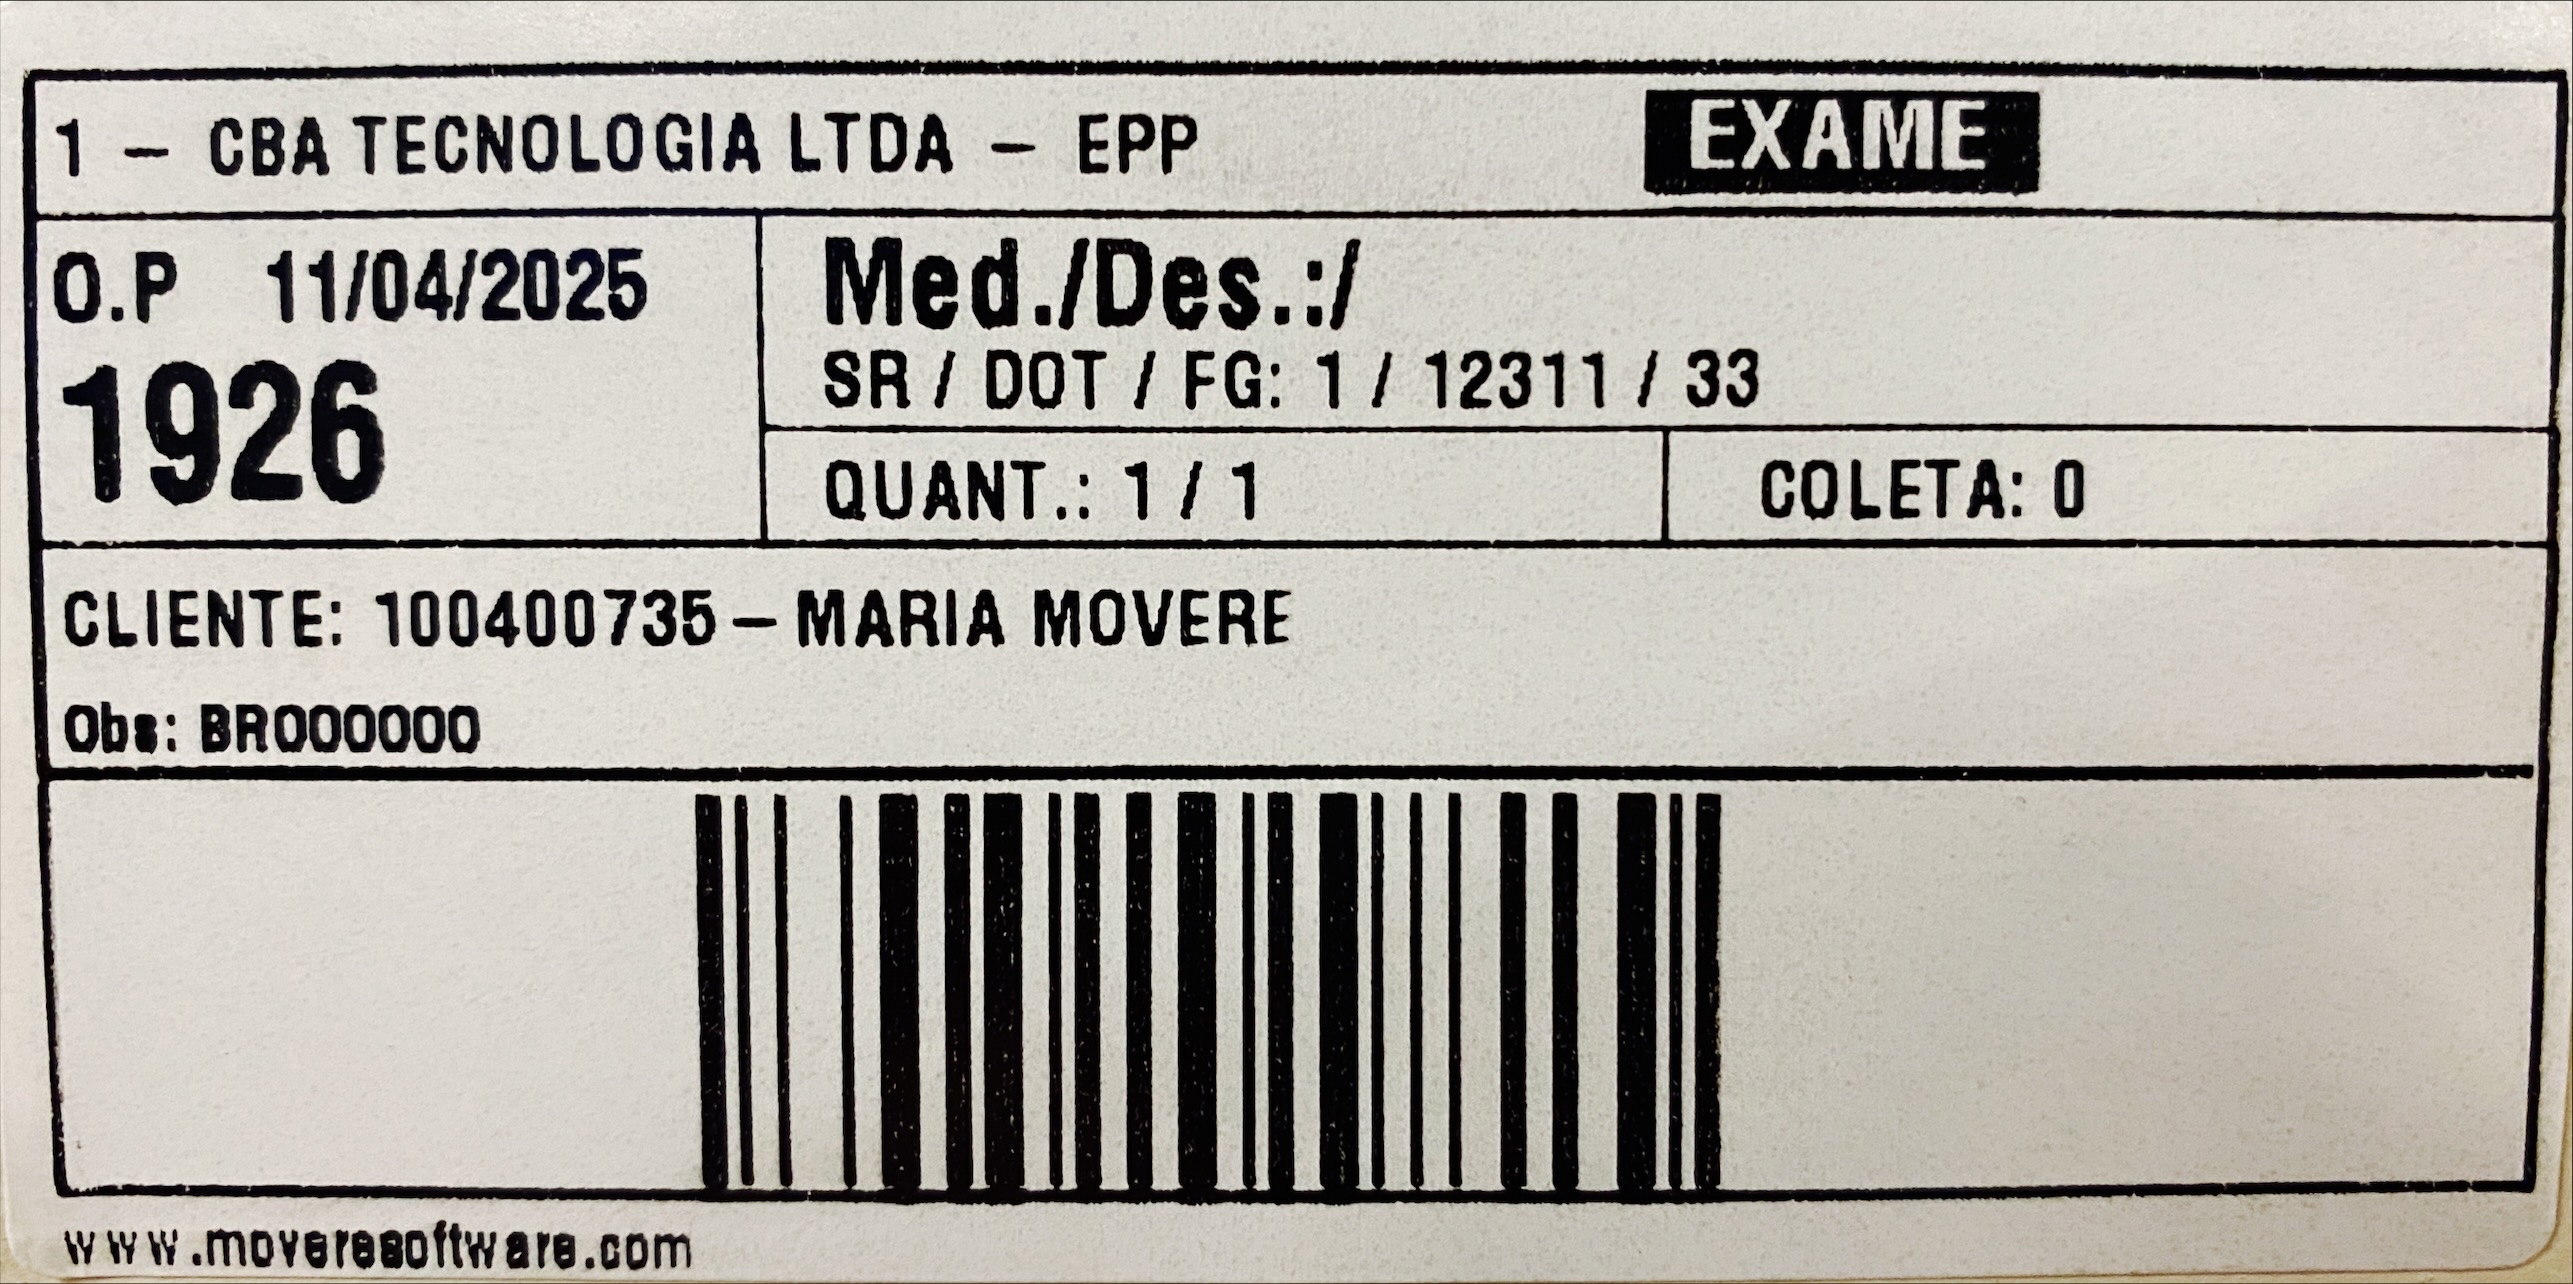 1 – CBA TECNOLOGIA LTDA – EPP EXAME
O.P 11/04/2025
1926
Med./Des.:/
SR / DOT / FG: 1 / 12311 / 33
QUANT.: 1 / 1 COLETA: 0
CLIENTE: 100400735 – MARIA MOVERE
Obs: BR000000
www.moveresoftware.com